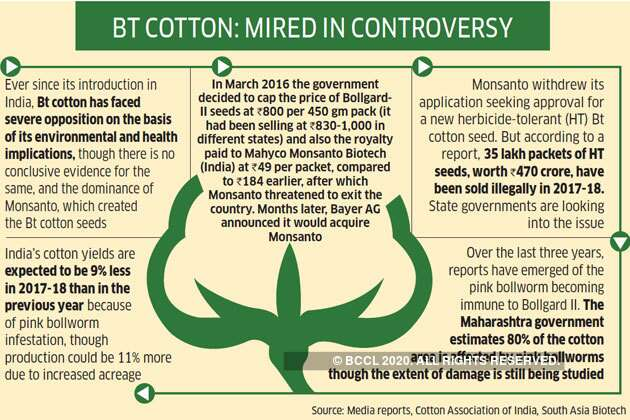 BT COTTON: MIRED IN CONTROVERSY
Ever since its introduction in
India, Bt cotton has faced
severe opposition on the basis
of its environmental and health
implications, though there is no
conclusive evidence for the
same, and the dominance of
Monsanto, which created
the Bt cotton seeds
In March 2016 the government
decided to cap the price of Bollgard-
II seeds at ₹800 per 450 gm pack (it
had been selling at ₹830-1,000 in
different states) and also the royalty
paid to Mahyco Monsanto Biotech
(India) at ₹49 per packet, compared
to ₹184 earlier, after which
Monsanto threatened to exit the
country. Months later, Bayer AG
announced it would acquire
Monsanto
Monsanto withdrew its
application seeking approval for
a new herbicide-tolerant (HT) Bt
cotton seed. But according to a
report, 35 lakh packets of HT
seeds, worth ₹470 crore, have
been sold illegally in 2017-18.
State governments are looking
into the issue
Over the last three years,
reports have emerged of the
pink bollworm becoming
immune to Bollgard II. The
Maharashtra government
estimates 80% of the cotton
area is affected by pink bollworms
though the extent of damage is still being studied
India's cotton yields are
expected to be 9% less
in 2017-18 than in the
previous year because
of pink bollworm
infestation, though
production could be 11% more
due to increased acreage
© BCCL 2020. ALL RIGHTS RESERVED.
Source: Media reports, Cotton Association of India, South Asia Biotech